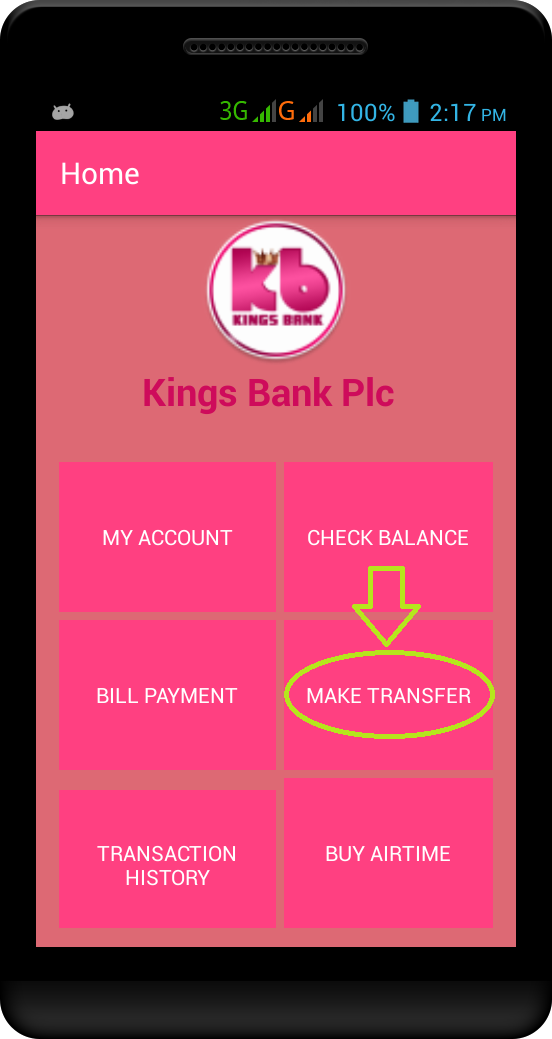 3G G 100% 2:17 PM
Home
kb
KINGS BANK
Kings Bank Plc
MY ACCOUNT CHECK BALANCE
BILL PAYMENT MAKE TRANSFER
TRANSACTION BUY AIRTIME
HISTORY